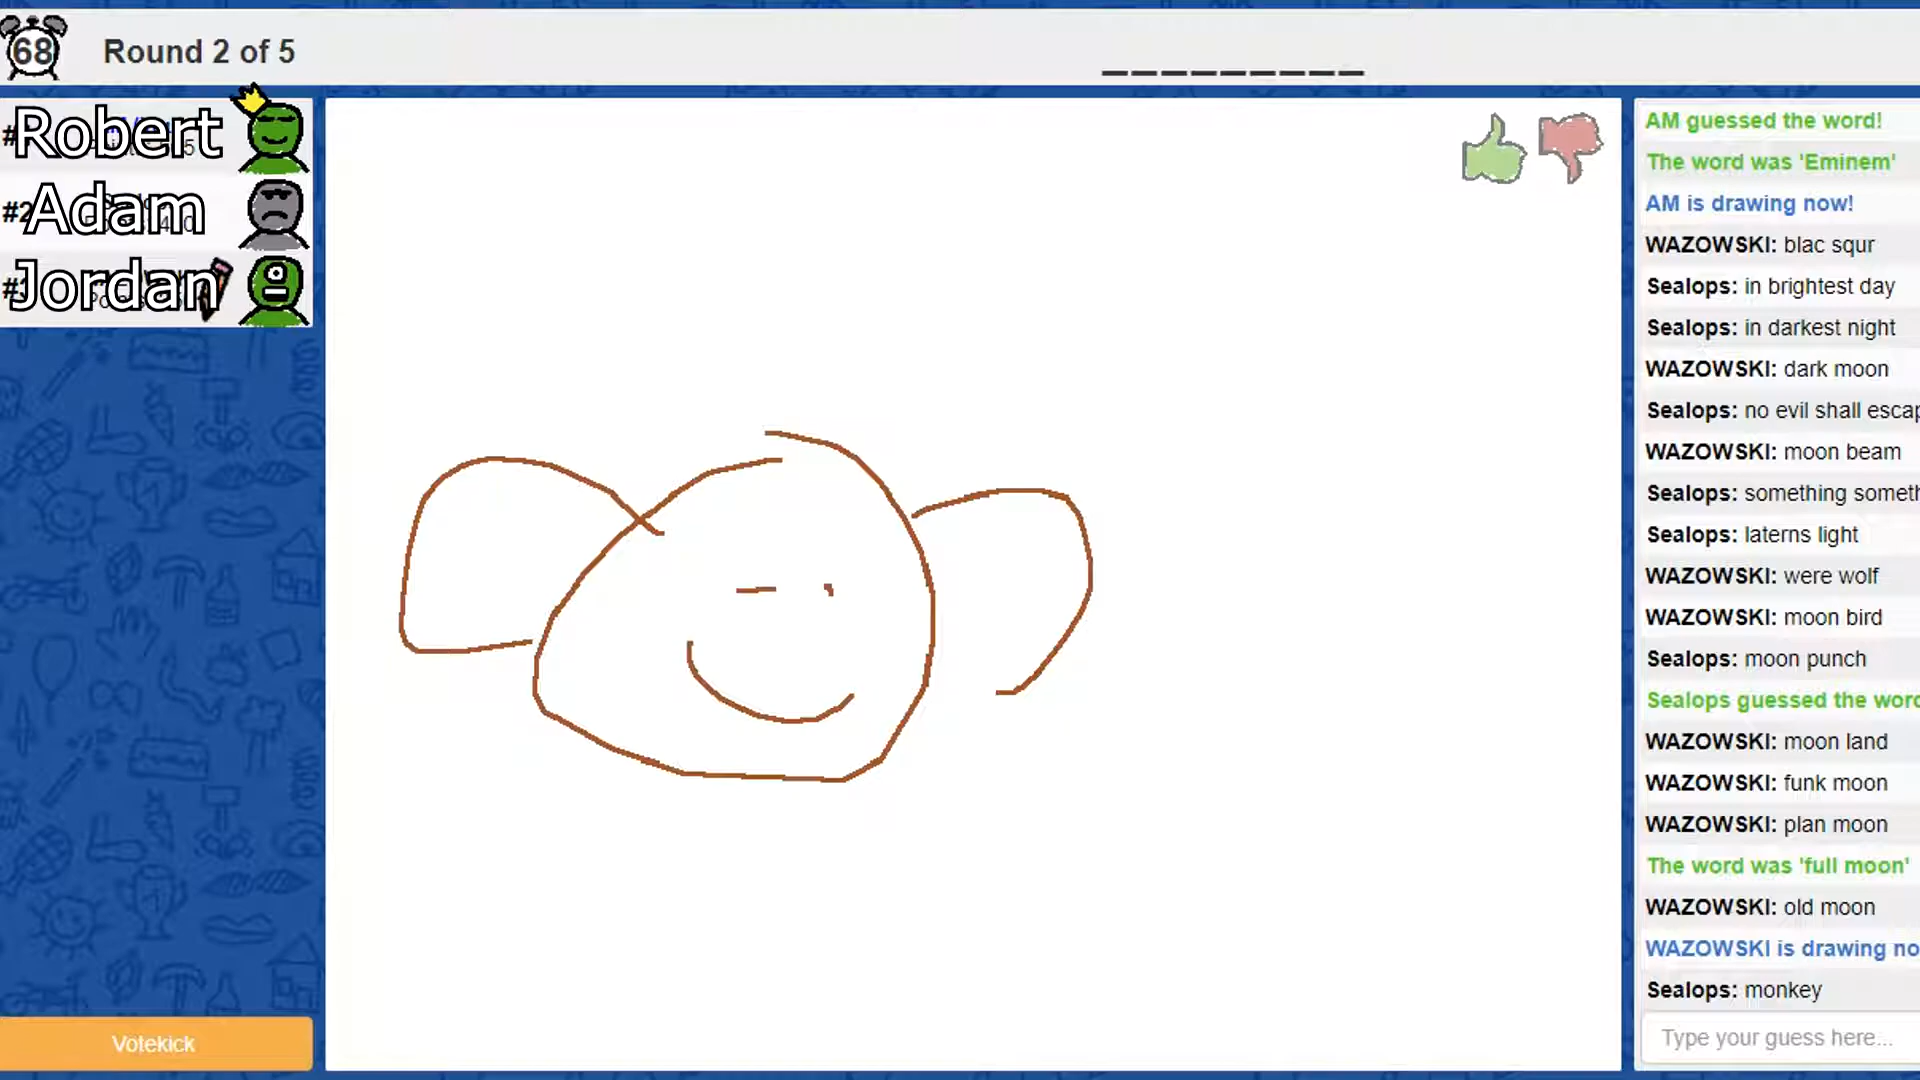 68
Round 2 of 5
_________
Robert
#2
Adam
Jordan
AM guessed the word!
The word was 'Eminem'
AM is drawing now!
WAZOWSKI: blac squr
Sealops: in brightest day
Sealops: in darkest night
WAZOWSKI: dark moon
Sealops: no evil shall escap
WAZOWSKI: moon beam
Sealops: something someth
Sealops: laterns light
WAZOWSKI: were wolf
WAZOWSKI: moon bird
Sealops: moon punch
Sealops guessed the word
WAZOWSKI: moon land
WAZOWSKI: funk moon
WAZOWSKI: plan moon
The word was 'full moon'
WAZOWSKI: old moon
WAZOWSKI is drawing no
Sealops: monkey
Type your guess here...
Votekick